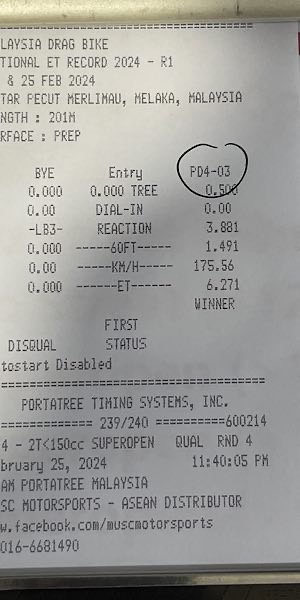 LAYSIA DRAG BIKE
TIONAL ET RECORD 2024 - R1
& 25 FEB 2024
TAR PECUT MERLIMAU, MELAKA, MALAYSIA
NGTH : 201M
RFACE : PREP
BYE Entry PD4-03
0.000 0.000 TREE 0.500
0.00 DIAL-IN 0.00
-LB3- REACTION 3.881
0.000 ------60FT----- 1.491
0.00 -----KM/H----- 175.56
0.000 -------ET------ 6.271
WINNER
FIRST
DISQUAL STATUS
tostart Disabled
PORTATREE TIMING SYSTEMS, INC.
============= 239/240 ==========600214
4 - 2T<150cc SUPEROPEN QUAL RND 4
bruary 25, 2024 11:40:05 PM
AM PORTATREE MALAYSIA
SC MOTORSPORTS - ASEAN DISTRIBUTOR
w.facebook.com/muscmotorsports
016-6681490